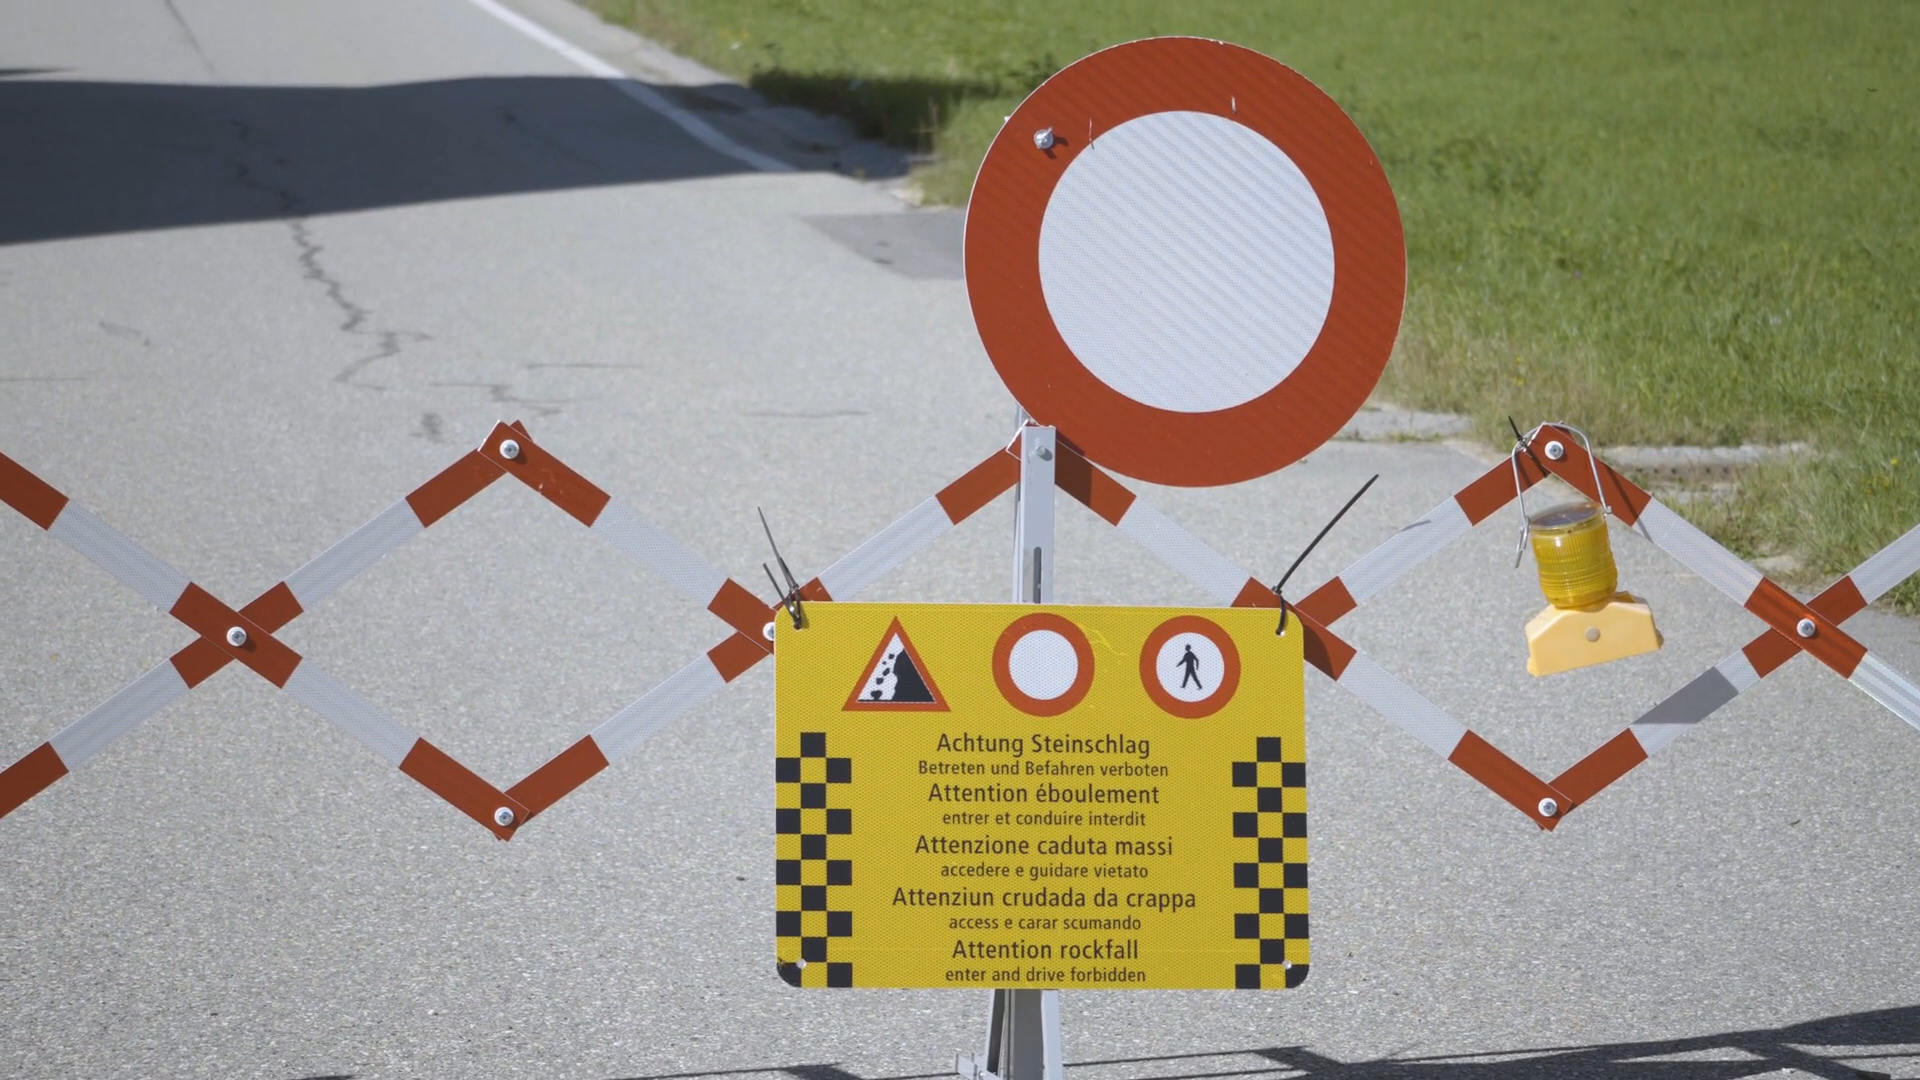 Achtung Steinschlag
Betreten und Befahren verboten
Attention éboulement
entrer et conduire interdit
Attenzione caduta massi
accedere e guidare vietato
Attenziun crudada da crappa
access e carar scumando
Attention rockfall
enter and drive forbidden